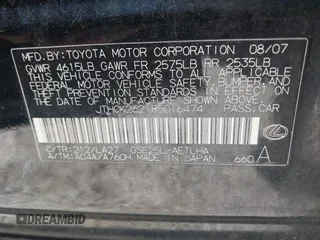 MFD.BY: TOYOTA MOTOR CORPORATION 08/07
GVWR 4615LB GAWR FR 2575LB RR 2535LB
THIS VEHICLE CONFORMS TO ALL APPLICABLE
FEDERAL MOTOR VEHICLE SAFETY, BUMPER, AND
THEFT PREVENTION STANDARDS IN EFFECT ON
THE DATE OF MANUFACTURE SHOWN ABOVE.
JTHCK262185016474 PASS.CAR
C/TR: 212/LA27 GSE25L-AETLHA
A/TM: A04A/A760H MADE IN JAPAN 660 A
© AutoBidMD